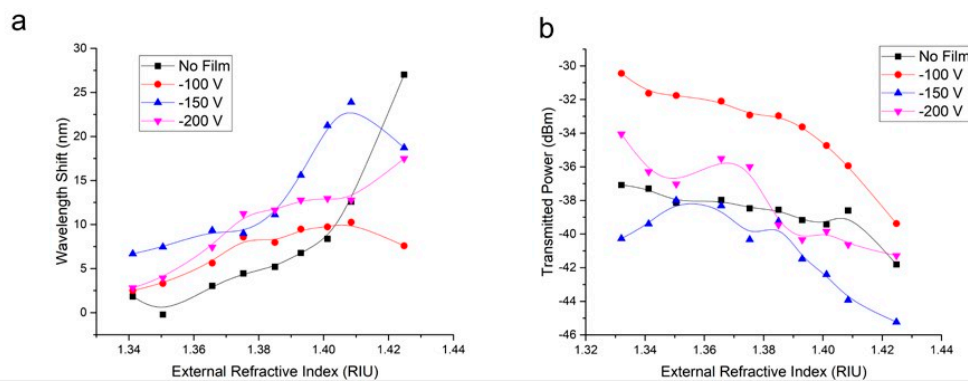 a
No Film
-100 V
-150 V
-200 V
30
25
20
15
10
5
0
Wavelength Shift (nm)
1.34
1.36
1.38
1.40
1.42
1.44
External Refractive Index (RIU)
b
No Film
-100 V
-150 V
-200 V
-30
-32
-34
-36
-38
-40
-42
-44
-46
Transmitted Power (dBm)
1.32
1.34
1.36
1.38
1.40
1.42
1.44
External Refractive Index (RIU)